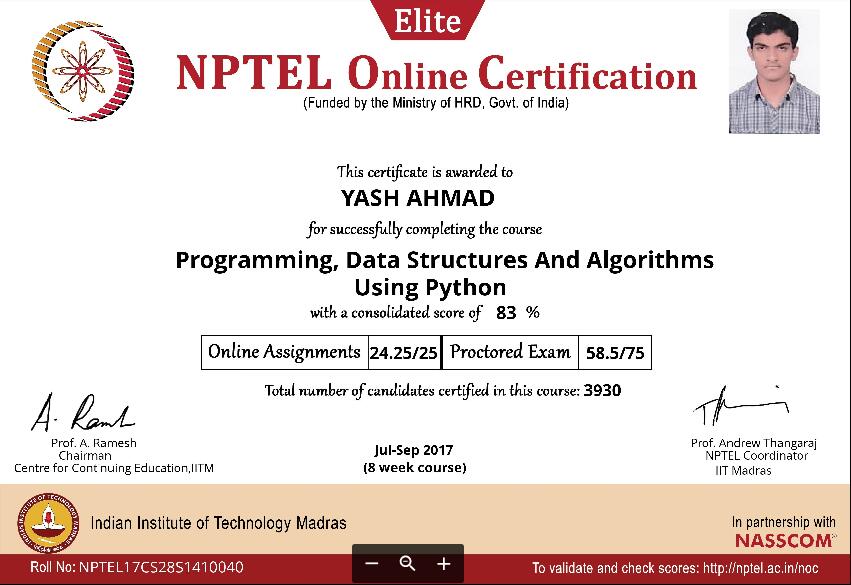 Elite
NPTEL Online Certification
(Funded by the Ministry of HRD, Govt. of India)
This certificate is awarded to
YASH AHMAD
for successfully completing the course
Programming, Data Structures And Algorithms
Using Python
with a consolidated score of 83 %
Online Assignments 24.25/25 Proctored Exam 58.5/75
Total number of candidates certified in this course: 3930
A. Ramesh
Prof. A. Ramesh
Chairman
Centre for Continuing Education,IITM
Jul-Sep 2017
(8 week course)
Prof. Andrew Thangaraj
NPTEL Coordinator
IIT Madras
Indian Institute of Technology Madras
In partnership with
NASSCOM®
Roll No: NPTEL17CS28S1410040
To validate and check scores: http://nptel.ac.in/noc